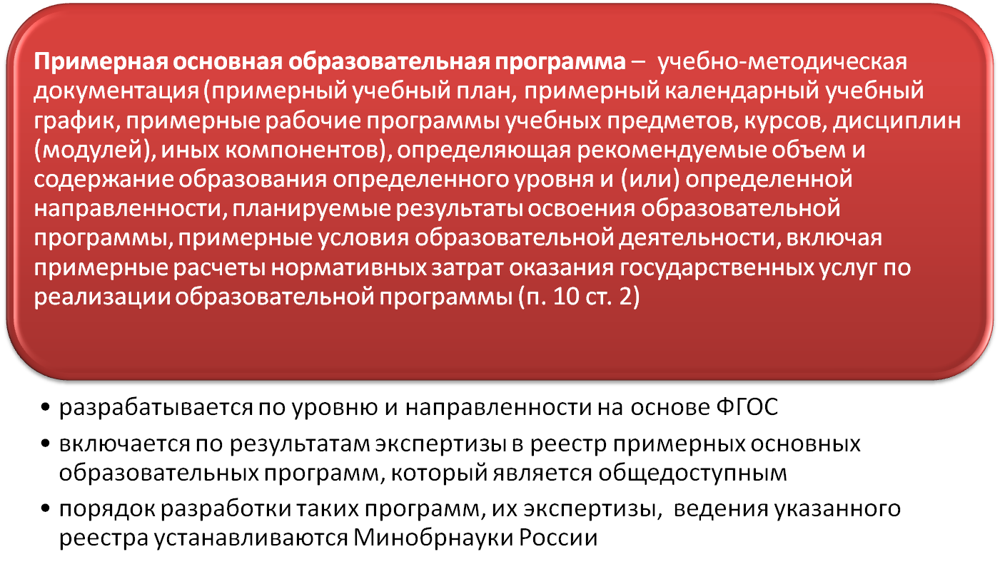 Примерная основная образовательная программа – учебно-методическая
документация (примерный учебный план, примерный календарный учебный
график, примерные рабочие программы учебных предметов, курсов, дисциплин
(модулей), иных компонентов), определяющая рекомендуемые объем и
содержание образования определенного уровня и (или) определенной
направленности, планируемые результаты освоения образовательной
программы, примерные условия образовательной деятельности, включая
примерные расчеты нормативных затрат оказания государственных услуг по
реализации образовательной программы (п. 10 ст. 2)
• разрабатывается по уровню и направленности на основе ФГОС
• включается по результатам экспертизы в реестр примерных основных
образовательных программ, который является общедоступным
• порядок разработки таких программ, их экспертизы, ведения указанного
реестра устанавливаются Минобрнауки России